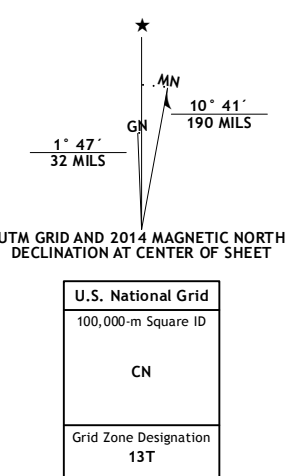 ★
MN
GN
10° 41´
190 MILS
1° 47´
32 MILS
UTM GRID AND 2014 MAGNETIC NORTH
DECLINATION AT CENTER OF SHEET
U.S. National Grid
100,000-m Square ID
CN
Grid Zone Designation
13T